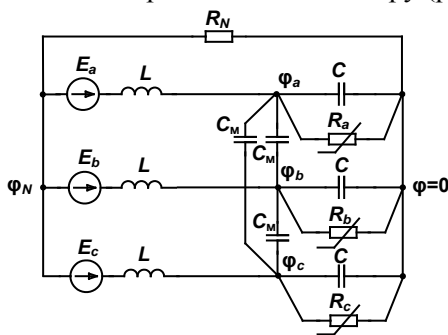 R_N
E_a L φ_a C
C_м C_м R_a
φ_b
E_b L C φ=0
φ_N
C_м R_b
φ_c
E_c L C
R_c